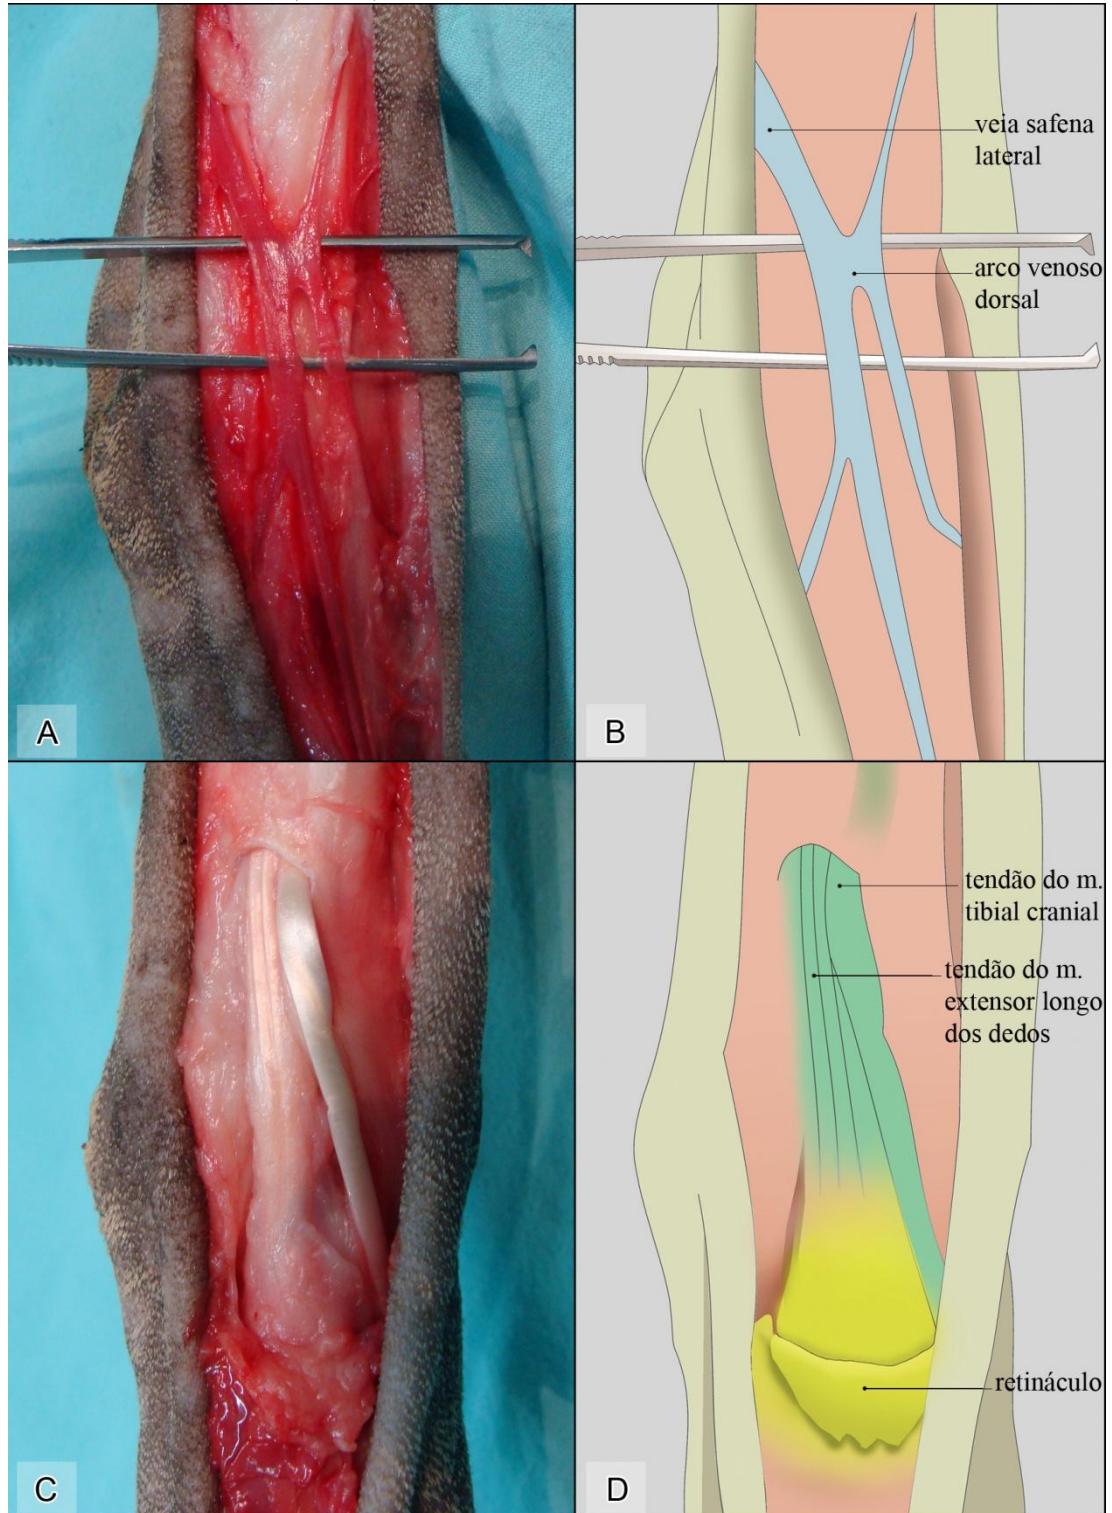 veia safena
lateral
arco venoso
dorsal
A
B
tendão do m.
tibial cranial
tendão do m.
extensor longo
dos dedos
retináculo
C
D